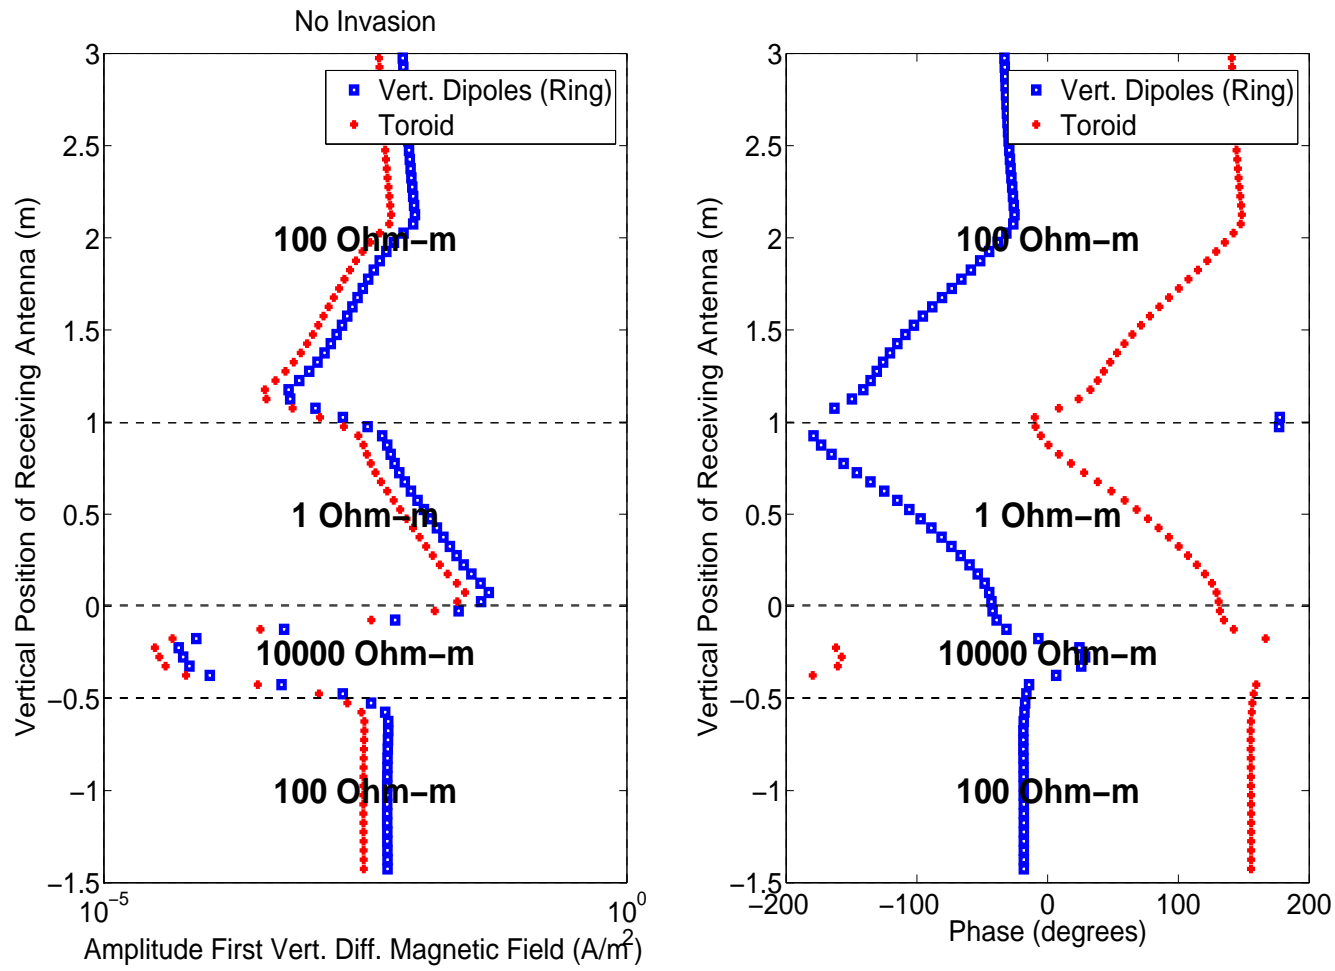 No Invasion
Vertical Position of Receiving Antenna (m)
3
2.5
2
1.5
1
0.5
0
−0.5
−1
−1.5
Vert. Dipoles (Ring)
Toroid
100 Ohm−m
1 Ohm−m
10000 Ohm−m
100 Ohm−m
10⁻⁵
10⁰
Amplitude First Vert. Diff. Magnetic Field (A/m²)
Vertical Position of Receiving Antenna (m)
3
2.5
2
1.5
1
0.5
0
−0.5
−1
−1.5
Vert. Dipoles (Ring)
Toroid
100 Ohm−m
1 Ohm−m
10000 Ohm−m
100 Ohm−m
−200
−100
0
100
200
Phase (degrees)